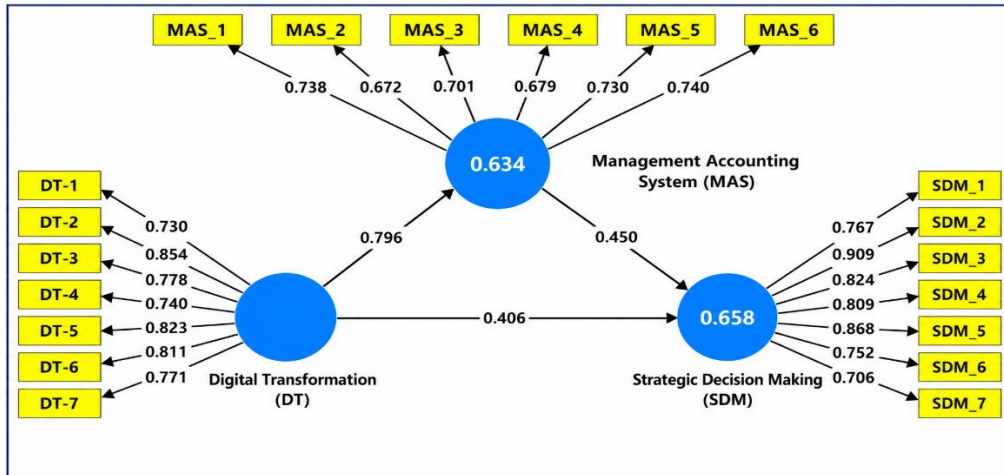 MAS_1 MAS_2 MAS_3 MAS_4 MAS_5 MAS_6
0.738 0.672 0.701 0.679 0.730 0.740
0.634
Management Accounting
System (MAS)
DT-1
DT-2
DT-3
DT-4
DT-5
DT-6
DT-7
0.730
0.854
0.778
0.740
0.823
0.811
0.771
0.796
0.450
0.406
Digital Transformation
(DT)
0.658
Strategic Decision Making
(SDM)
0.767
0.909
0.824
0.809
0.868
0.752
0.706
SDM_1
SDM_2
SDM_3
SDM_4
SDM_5
SDM_6
SDM_7